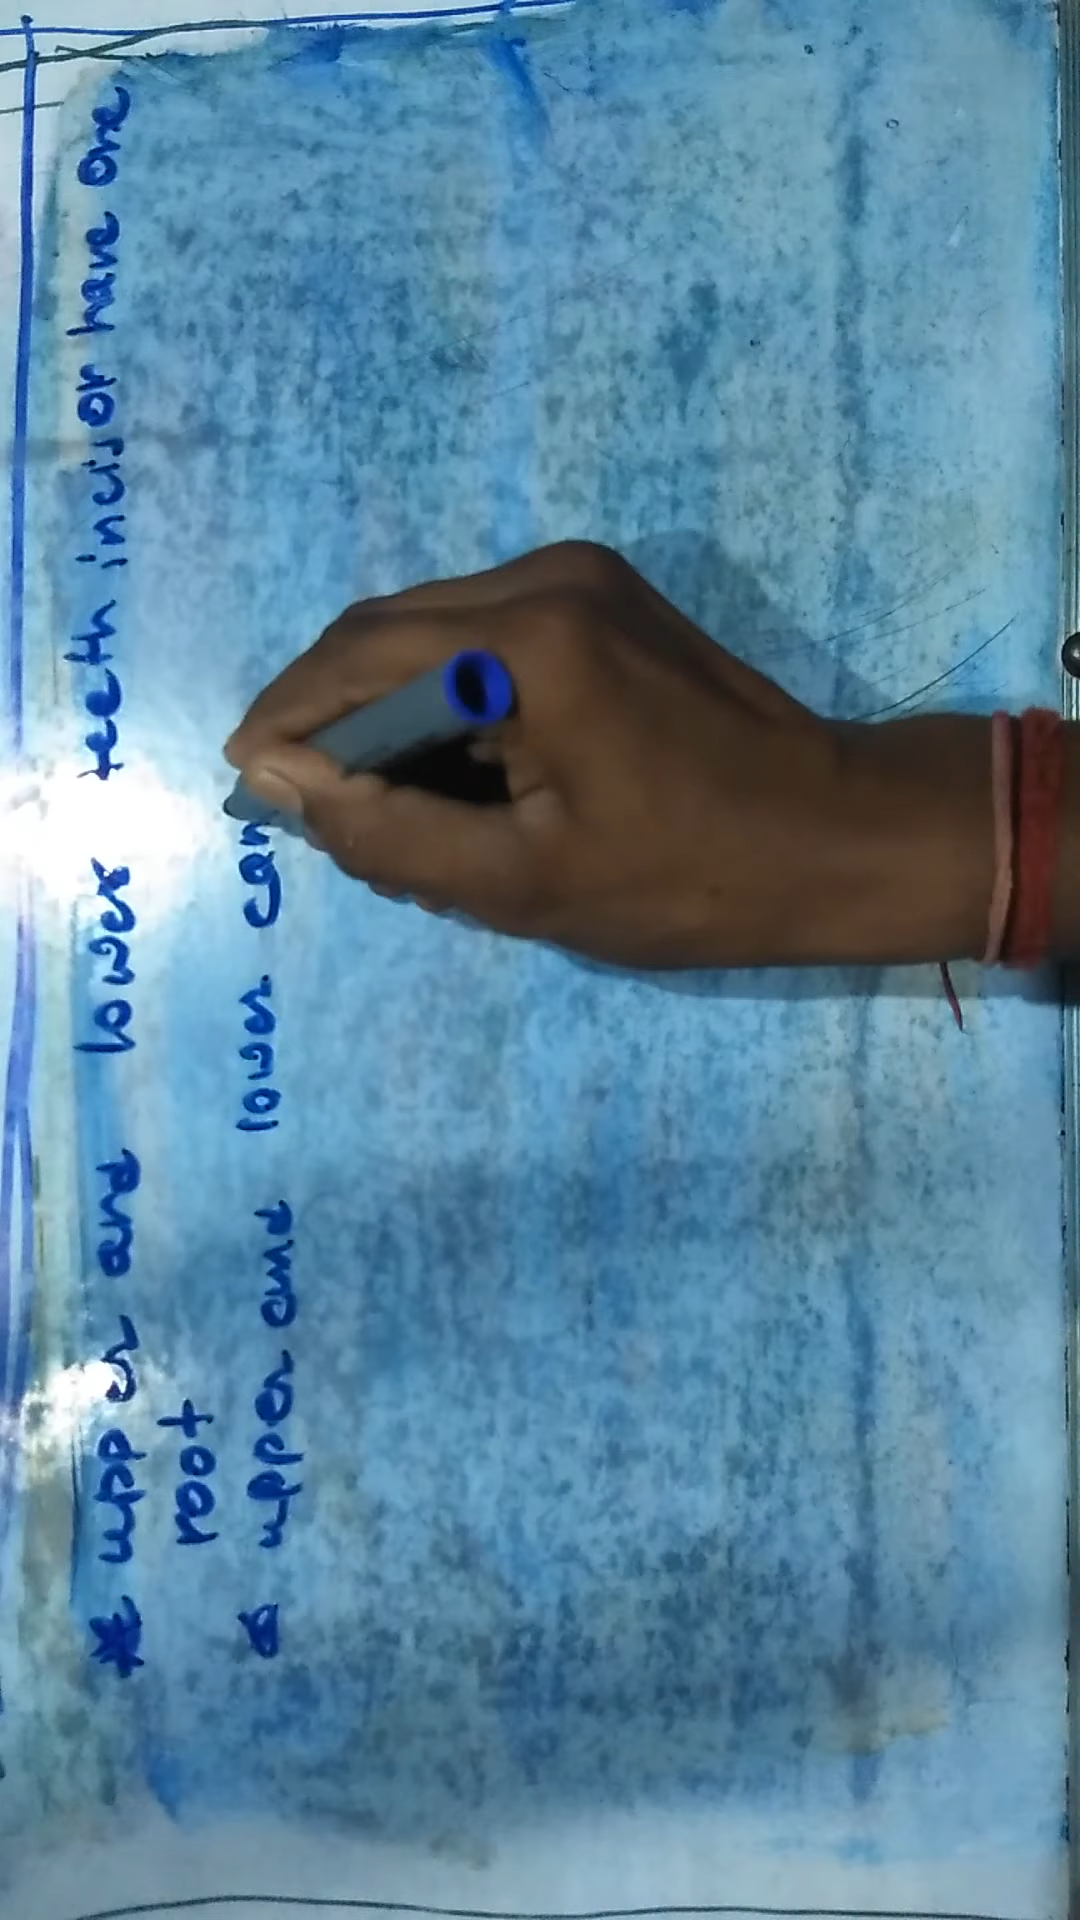 * upper and lower teeth incisor have one
root
upper and lower can